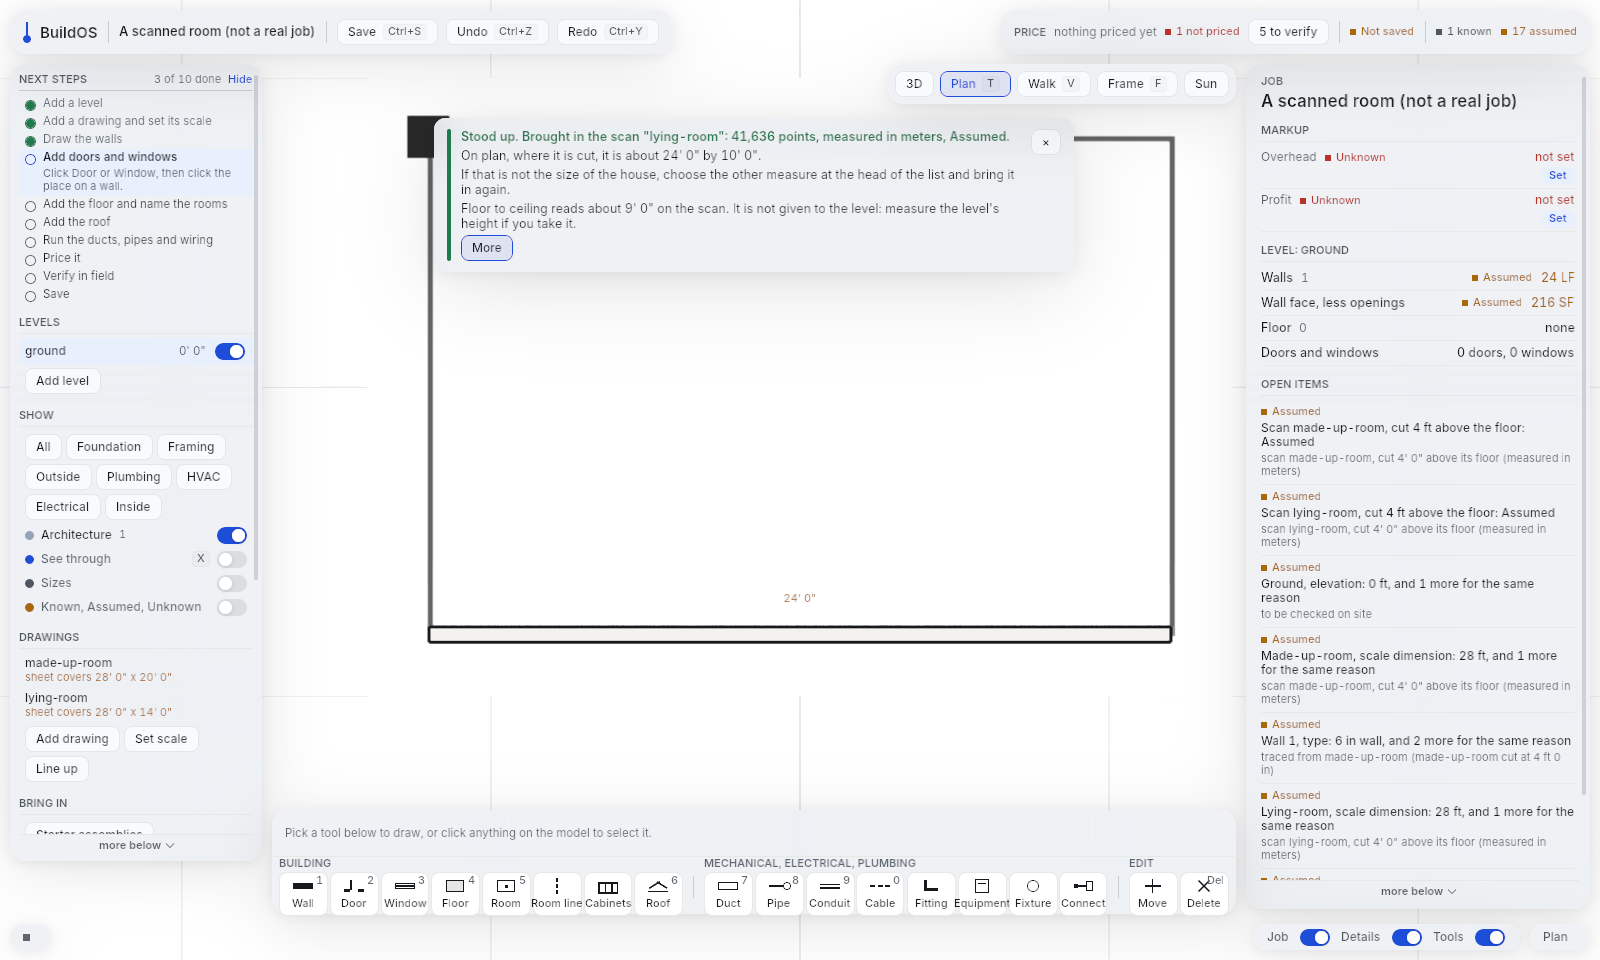 BuildOS
A scanned room (not a real job)
Save Ctrl+S
Undo Ctrl+Z
Redo Ctrl+Y
PRICE nothing priced yet 1 not priced 5 to verify Not saved 1 known 17 assumed
3D
Plan T
Walk V
Frame F
Sun
NEXT STEPS 3 of 10 done Hide
Add a level
Add a drawing and set its scale
Draw the walls
Add doors and windows
Click Door or Window, then click the
place on a wall.
Add the floor and name the rooms
Add the roof
Run the ducts, pipes and wiring
Price it
Verify in field
Save
LEVELS
ground 0' 0"
Add level
SHOW
All Foundation Framing
Outside Plumbing HVAC
Electrical Inside
Architecture 1
See through X
Sizes
Known, Assumed, Unknown
DRAWINGS
made-up-room
sheet covers 28' 0" x 20' 0"
lying-room
sheet covers 28' 0" x 14' 0"
Add drawing Set scale
Line up
BRING IN
Starter assemblies
more below
Stood up. Brought in the scan "lying-room": 41,636 points, measured in meters, Assumed.
On plan, where it is cut, it is about 24' 0" by 10' 0".
If that is not the size of the house, choose the other measure at the head of the list and bring it
in again.
Floor to ceiling reads about 9' 0" on the scan. It is not given to the level: measure the level's
height if you take it.
More
×
24' 0"
Pick a tool below to draw, or click anything on the model to select it.
BUILDING
Wall 1
Door 2
Window 3
Floor 4
Room 5
Room line
Cabinets
Roof 6
MECHANICAL, ELECTRICAL, PLUMBING
Duct 7
Pipe 8
Conduit 9
Cable 0
Fitting
Equipment
Fixture
Connect
EDIT
Move
Delete Del
JOB
A scanned room (not a real job)
MARKUP
Overhead Unknown not set
Set
Profit Unknown not set
Set
LEVEL: GROUND
Walls 1 Assumed 24 LF
Wall face, less openings Assumed 216 SF
Floor 0 none
Doors and windows 0 doors, 0 windows
OPEN ITEMS
Assumed
Scan made-up-room, cut 4 ft above the floor:
Assumed
scan made-up-room, cut 4' 0" above its floor (measured in
meters)
Assumed
Scan lying-room, cut 4 ft above the floor: Assumed
scan lying-room, cut 4' 0" above its floor (measured in
meters)
Assumed
Ground, elevation: 0 ft, and 1 more for the same
reason
to be checked on site
Assumed
Made-up-room, scale dimension: 28 ft, and 1 more
for the same reason
scan made-up-room, cut 4' 0" above its floor (measured in
meters)
Assumed
Wall 1, type: 6 in wall, and 2 more for the same reason
traced from made-up-room (made-up-room cut at 4 ft 0
in)
Assumed
Lying-room, scale dimension: 28 ft, and 1 more for the
same reason
scan lying-room, cut 4' 0" above its floor (measured in
meters)
Assumed
more below
Job Details Tools Plan